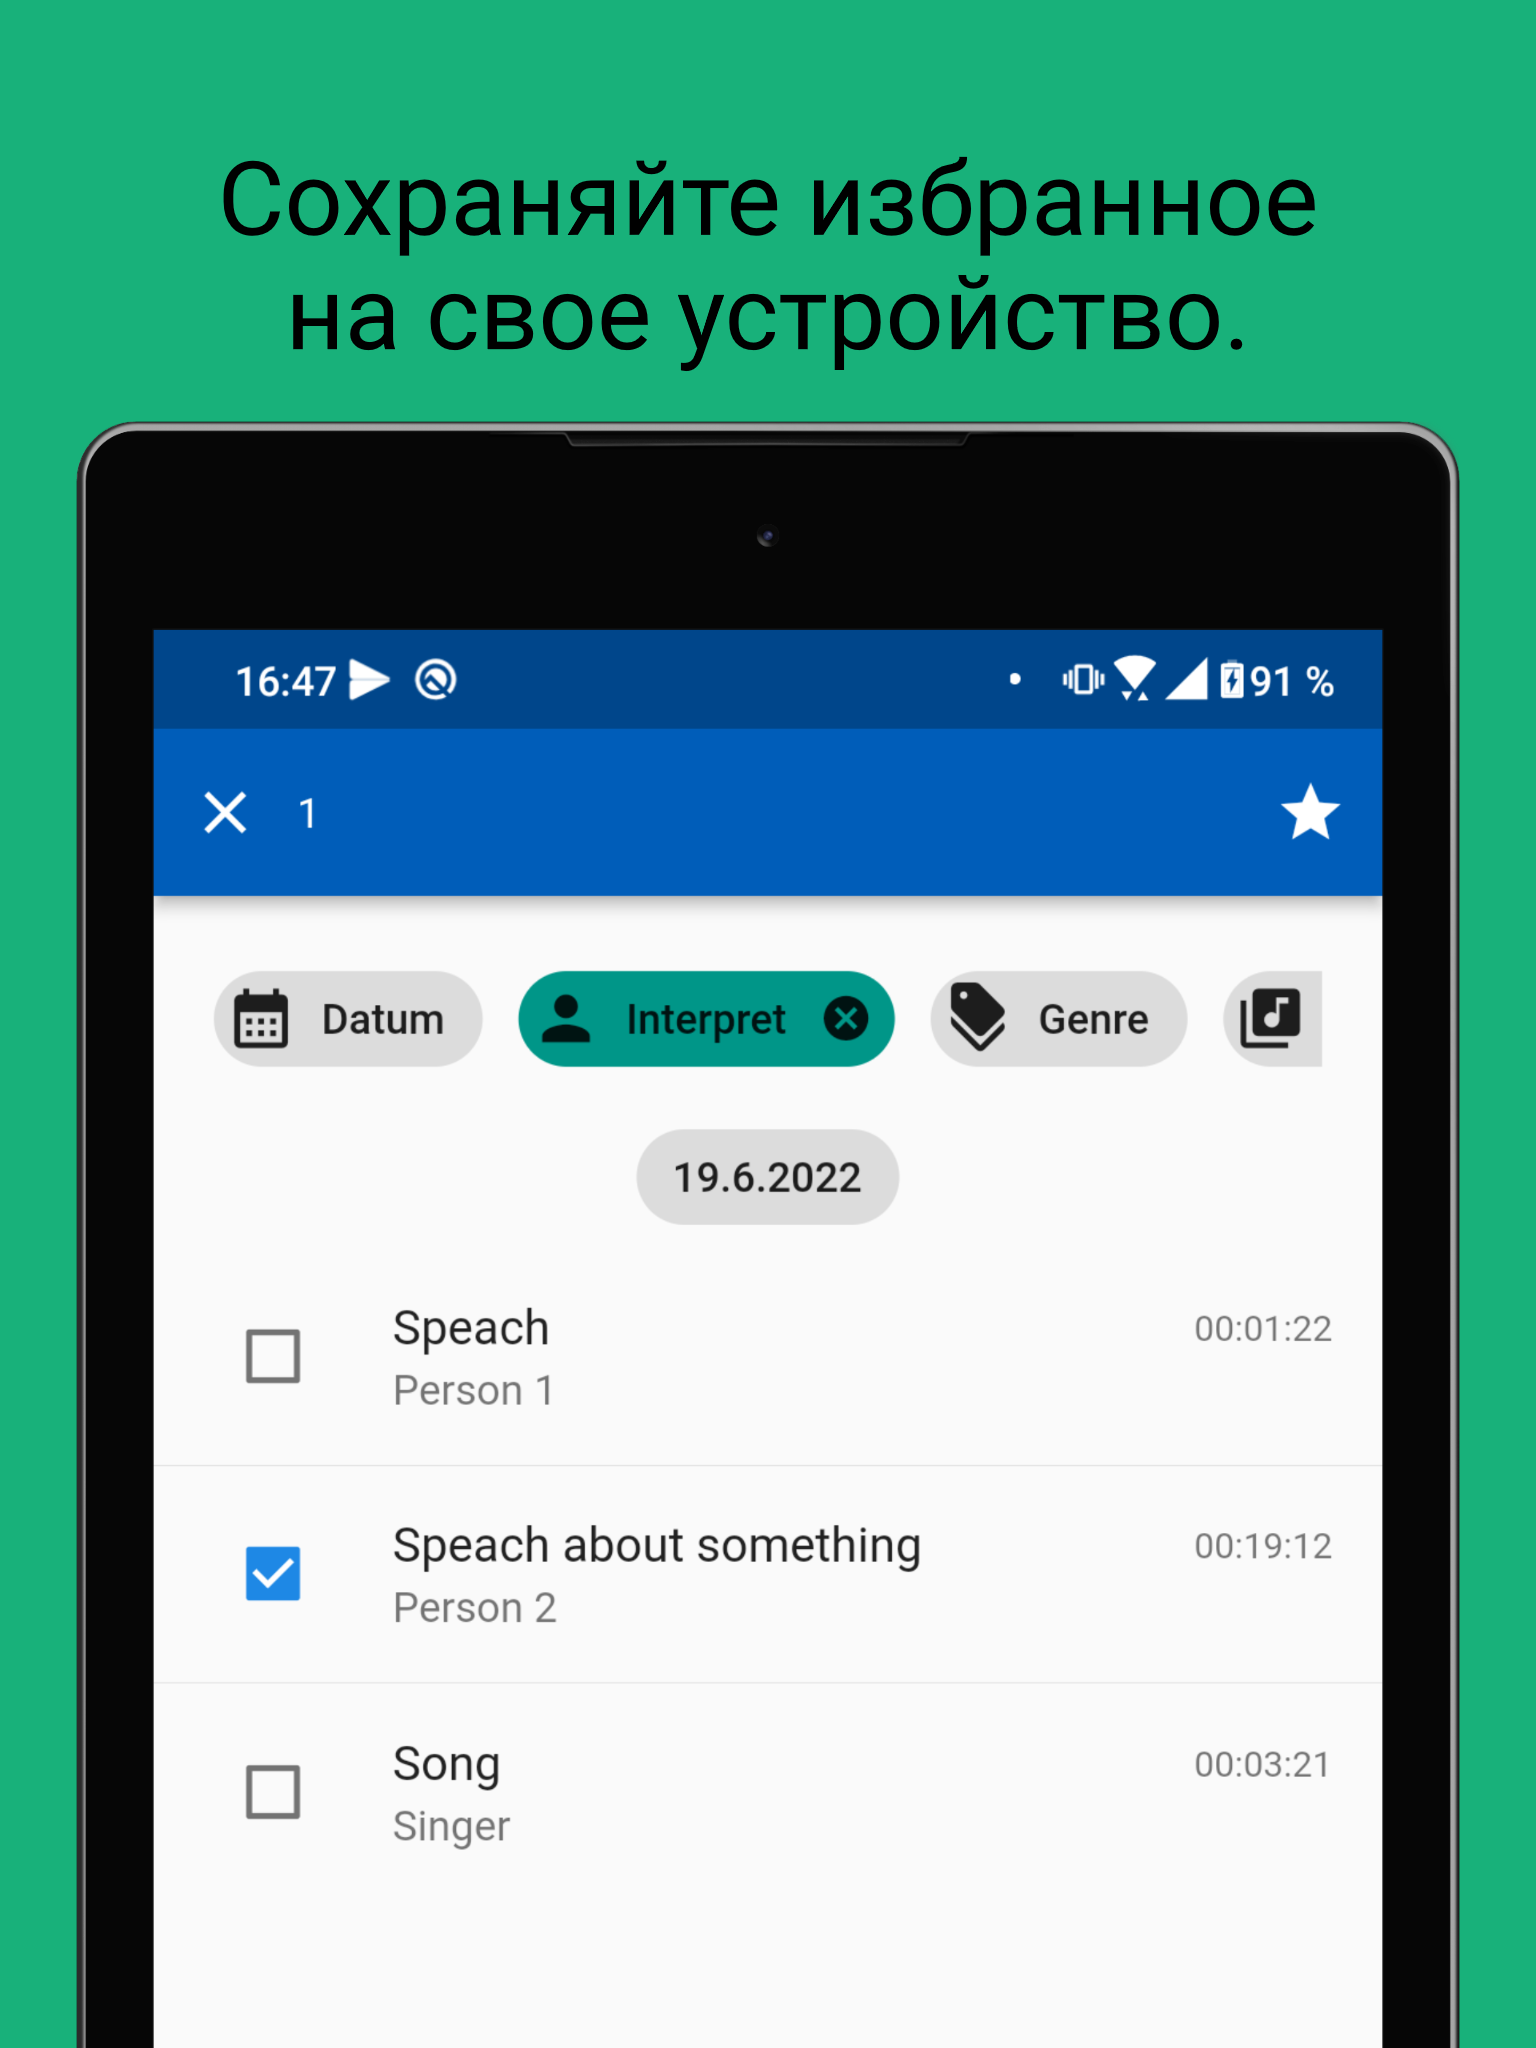 Сохраняйте избранное
на свое устройство.
16:47 91 %
1
Datum Interpret Genre
19.6.2022
Speach 00:01:22
Person 1
Speach about something 00:19:12
Person 2
Song 00:03:21
Singer